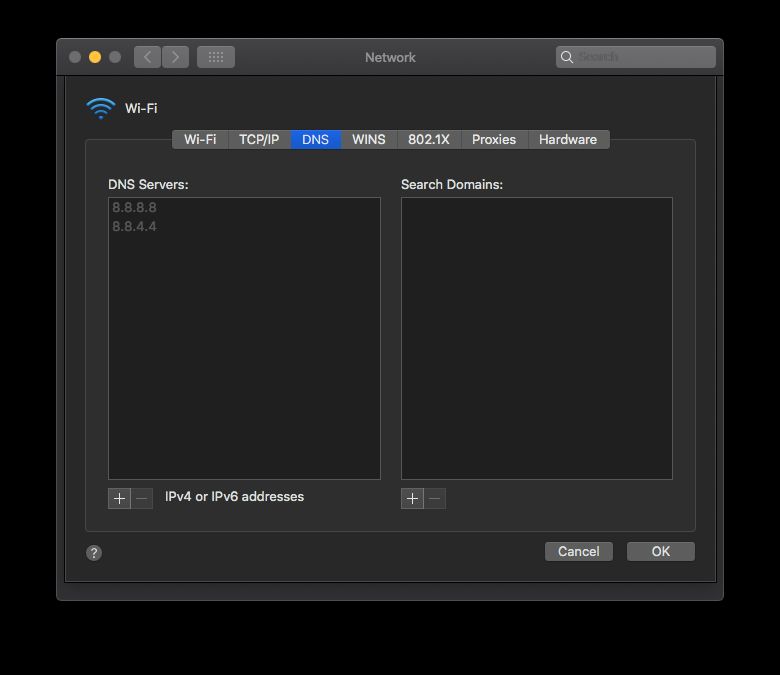 Network
Search
Wi-Fi
Wi-Fi TCP/IP DNS WINS 802.1X Proxies Hardware
DNS Servers: Search Domains:
8.8.8.8
8.8.4.4
+ − IPv4 or IPv6 addresses + −
? Cancel OK